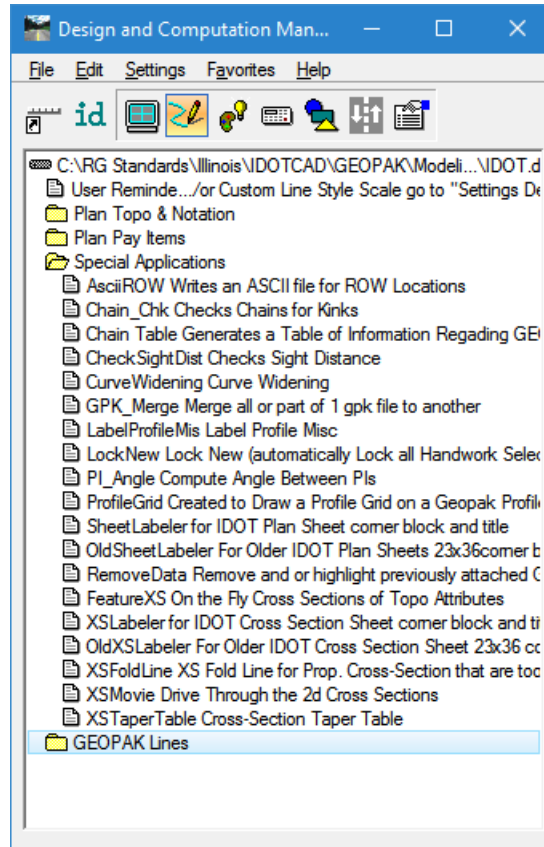 Design and Computation Man...
File Edit Settings Favorites Help
id
C:\RG Standards\Illinois\IDOTCAD\GEOPAK\Modeli...\IDOT.d
User Reminde.../or Custom Line Style Scale go to "Settings De
Plan Topo & Notation
Plan Pay Items
Special Applications
AsciiROW Writes an ASCII file for ROW Locations
Chain_Chk Checks Chains for Kinks
Chain Table Generates a Table of Information Regading GE
CheckSightDist Checks Sight Distance
CurveWidening Curve Widening
GPK_Merge Merge all or part of 1 gpk file to another
LabelProfileMis Label Profile Misc
LockNew Lock New (automatically Lock all Handwork Selec
PI_Angle Compute Angle Between PIs
ProfileGrid Created to Draw a Profile Grid on a Geopak Profil
SheetLabeler for IDOT Plan Sheet corner block and title
OldSheetLabeler For Older IDOT Plan Sheets 23x36corner b
RemoveData Remove and or highlight previously attached
FeatureXS On the Fly Cross Sections of Topo Attributes
XSLabeler for IDOT Cross Section Sheet corner block and ti
OldXSLabeler For Older IDOT Cross Section Sheet 23x36 co
XSFoldLine XS Fold Line for Prop. Cross-Section that are too
XSMovie Drive Through the 2d Cross Sections
XSTaperTable Cross-Section Taper Table
GEOPAK Lines